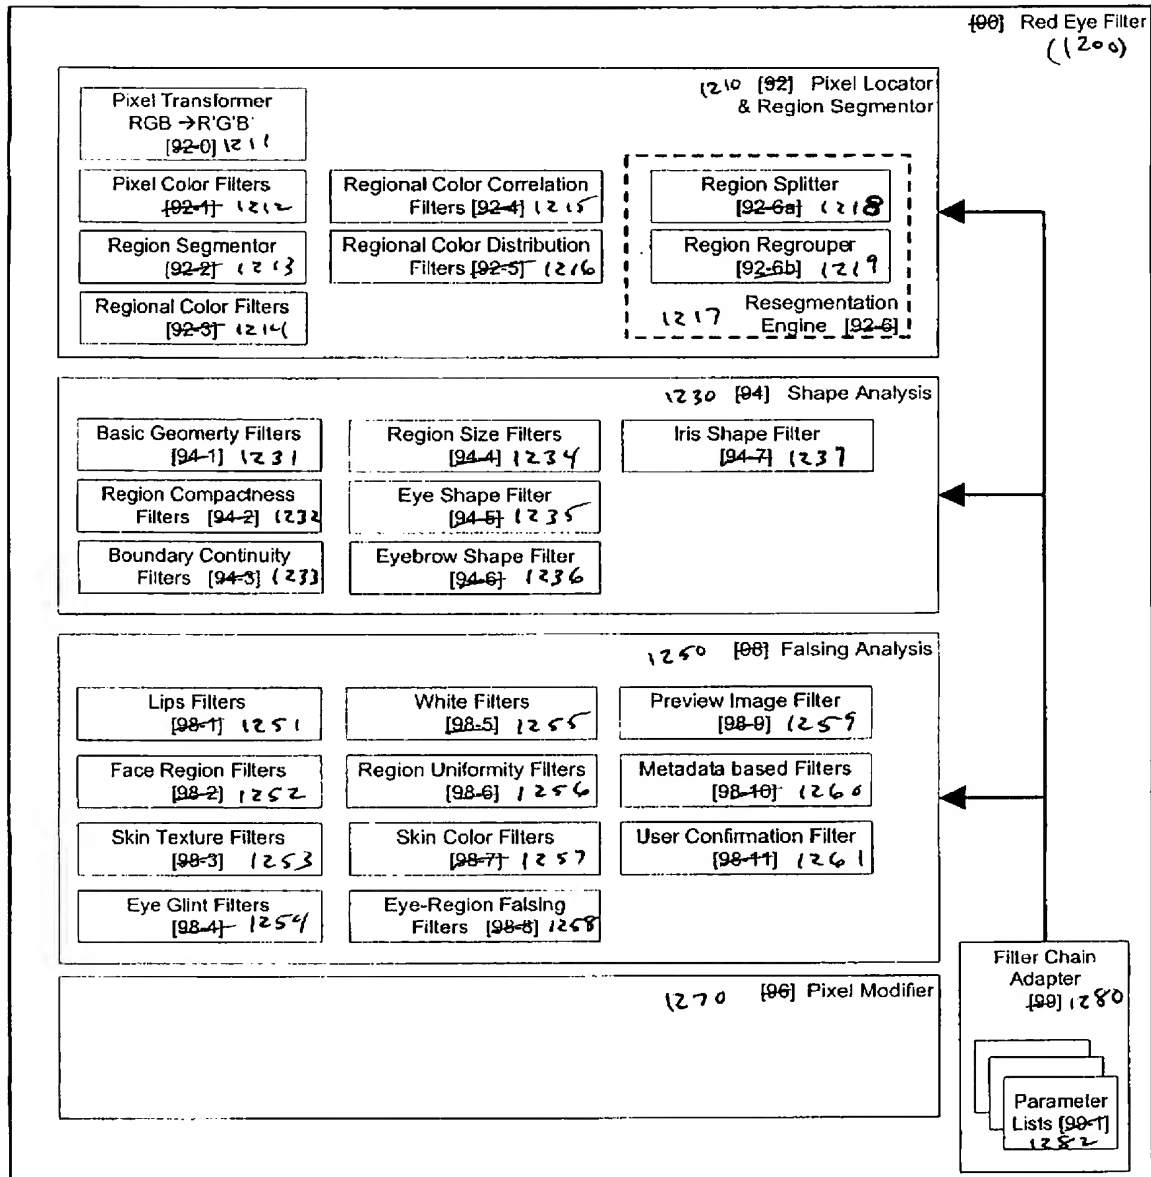 [90] Red Eye Filter
(1200)
1210 [92] Pixel Locator
& Region Segmentor
Pixel Transformer
RGB →R'G'B'
[92-0] 1211
Pixel Color Filters
[92-1] 1212
Regional Color Correlation
Filters [92-4] 1215
Region Splitter
[92-6a] 1218
Region Segmentor
[92-2] 1213
Regional Color Distribution
Filters [92-5] 1216
Region Regrouper
[92-6b] 1219
Regional Color Filters
[92-3] 1214
1217 Resegmentation
Engine [92-6]
1230 [94] Shape Analysis
Basic Geomerty Filters
[94-1] 1231
Region Size Filters
[94-4] 1234
Iris Shape Filter
[94-7] 1237
Region Compactness
Filters [94-2] 1232
Eye Shape Filter
[94-5] 1235
Boundary Continuity
Filters [94-3] 1233
Eyebrow Shape Filter
[94-6] 1236
1250 [98] Falsing Analysis
Lips Filters
[98-1] 1251
White Filters
[98-5] 1255
Preview Image Filter
[98-9] 1259
Face Region Filters
[98-2] 1252
Region Uniformity Filters
[98-6] 1256
Metadata based Filters
[98-10] 1260
Skin Texture Filters
[98-3] 1253
Skin Color Filters
[98-7] 1257
User Confirmation Filter
[98-11] 1261
Eye Glint Filters
[98-4] 1254
Eye-Region Falsing
Filters [98-8] 1258
1270 [96] Pixel Modifier
Filter Chain
Adapter
[99] 1280
Parameter
Lists [99-1]
1282